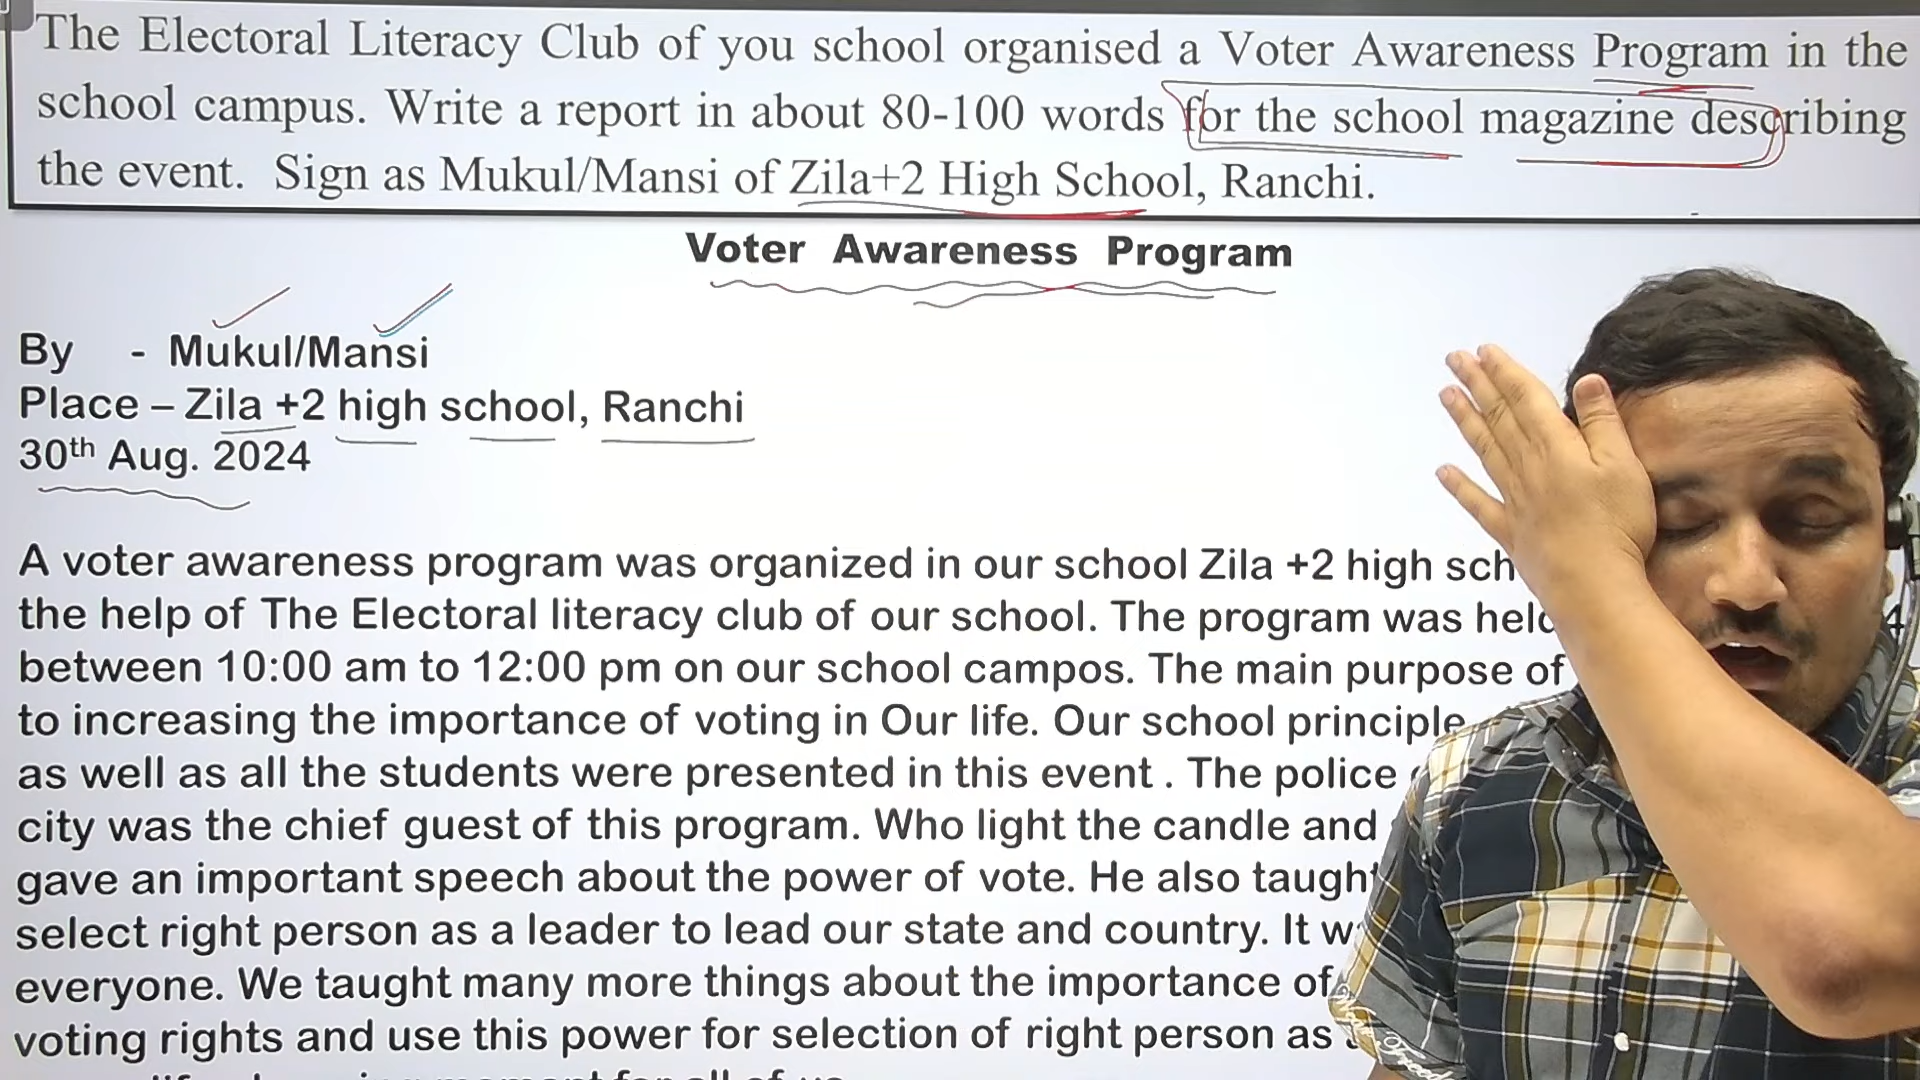 The Electoral Literacy Club of you school organised a Voter Awareness Program in the
school campus. Write a report in about 80-100 words for the school magazine describing
the event. Sign as Mukul/Mansi of Zila+2 High School, Ranchi.
Voter Awareness Program
By - Mukul/Mansi
Place – Zila +2 high school, Ranchi
30th Aug. 2024
A voter awareness program was organized in our school Zila +2 high
the help of The Electoral literacy club of our school. The program was
between 10:00 am to 12:00 pm on our school campos. The main purpose of
to increasing the importance of voting in Our life. Our school principle
as well as all the students were presented in this event . The police
city was the chief guest of this program. Who light the candle and
gave an important speech about the power of vote. He also taught
select right person as a leader to lead our state and country. It
everyone. We taught many more things about the importance of
voting rights and use this power for selection of right person as